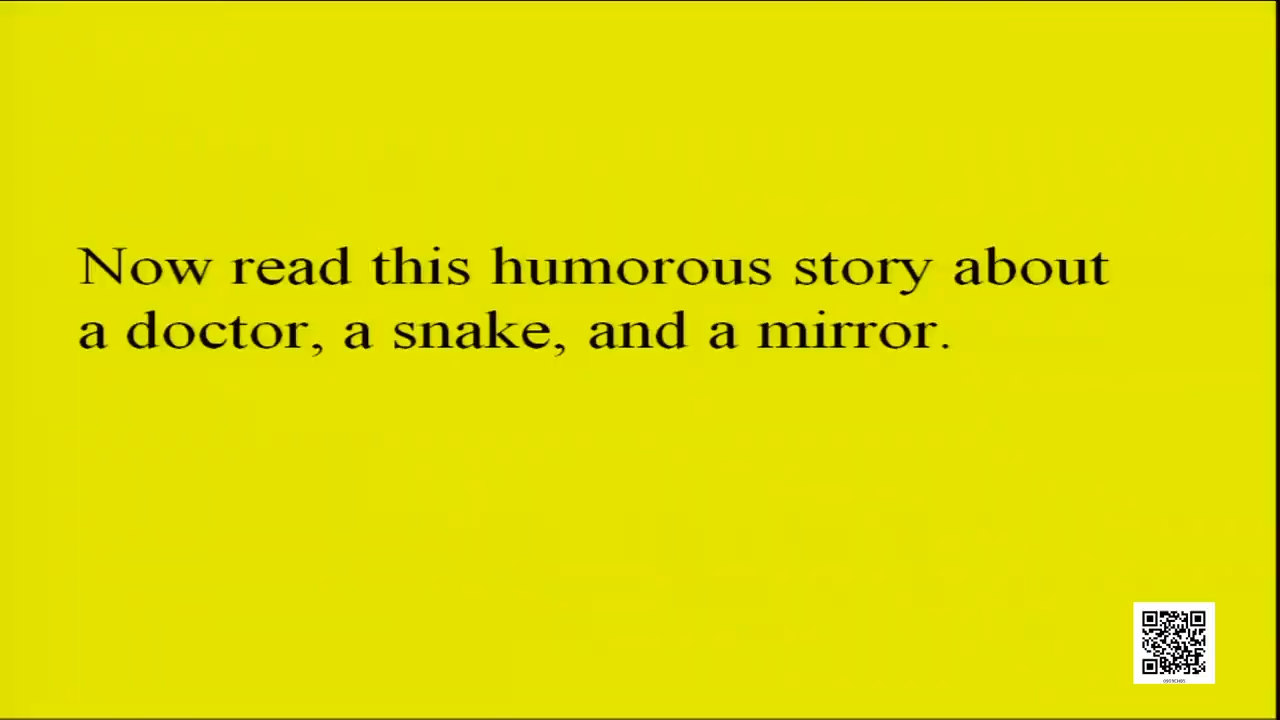 Now read this humorous story about
a doctor, a snake, and a mirror.